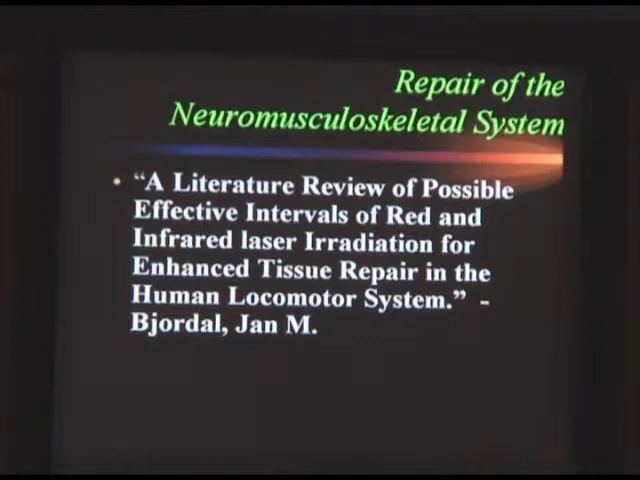 Repair of the
Neuromusculoskeletal System
• “A Literature Review of Possible
Effective Intervals of Red and
Infrared laser Irradiation for
Enhanced Tissue Repair in the
Human Locomotor System.” -
Bjordal, Jan M.